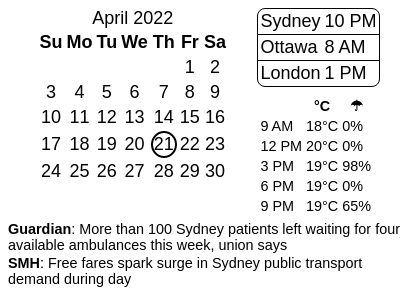 April 2022
Su Mo Tu We Th Fr Sa
1 2
3 4 5 6 7 8 9
10 11 12 13 14 15 16
17 18 19 20 21 22 23
24 25 26 27 28 29 30
Sydney 10 PM
Ottawa 8 AM
London 1 PM
°C ☂
9 AM 18°C 0%
12 PM 20°C 0%
3 PM 19°C 98%
6 PM 19°C 0%
9 PM 19°C 65%
Guardian: More than 100 Sydney patients left waiting for four
available ambulances this week, union says
SMH: Free fares spark surge in Sydney public transport
demand during day